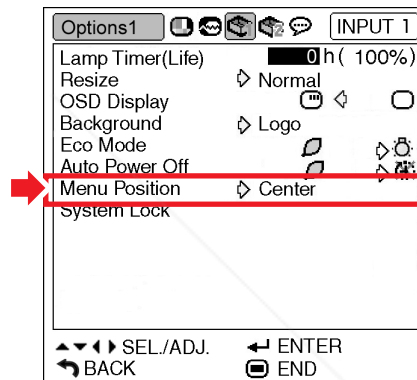 Options1 INPUT 1
Lamp Timer(Life) 0 h ( 100%)
Resize Normal
OSD Display
Background Logo
Eco Mode
Auto Power Off
Menu Position Center
System Lock
SEL./ADJ. ENTER
BACK END